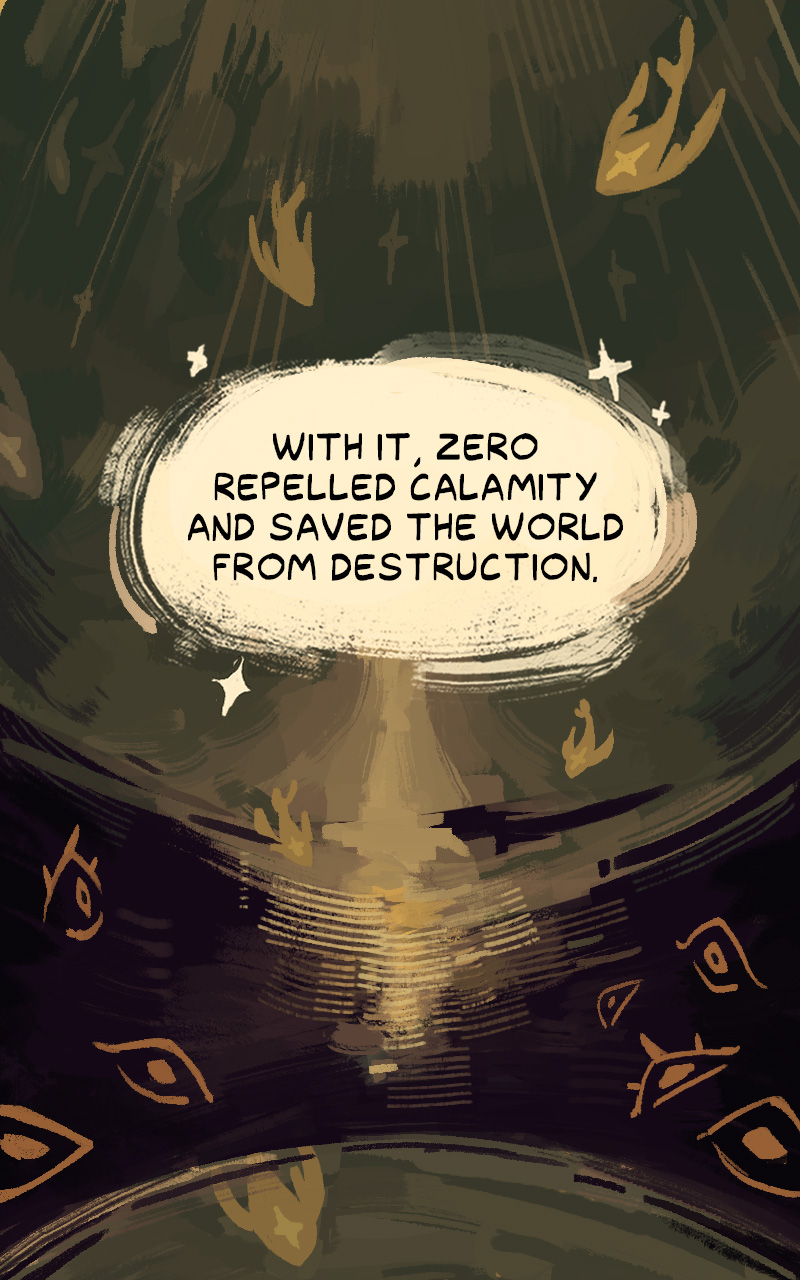 WITH IT, ZERO
REPELLED CALAMITY
AND SAVED THE WORLD
FROM DESTRUCTION.